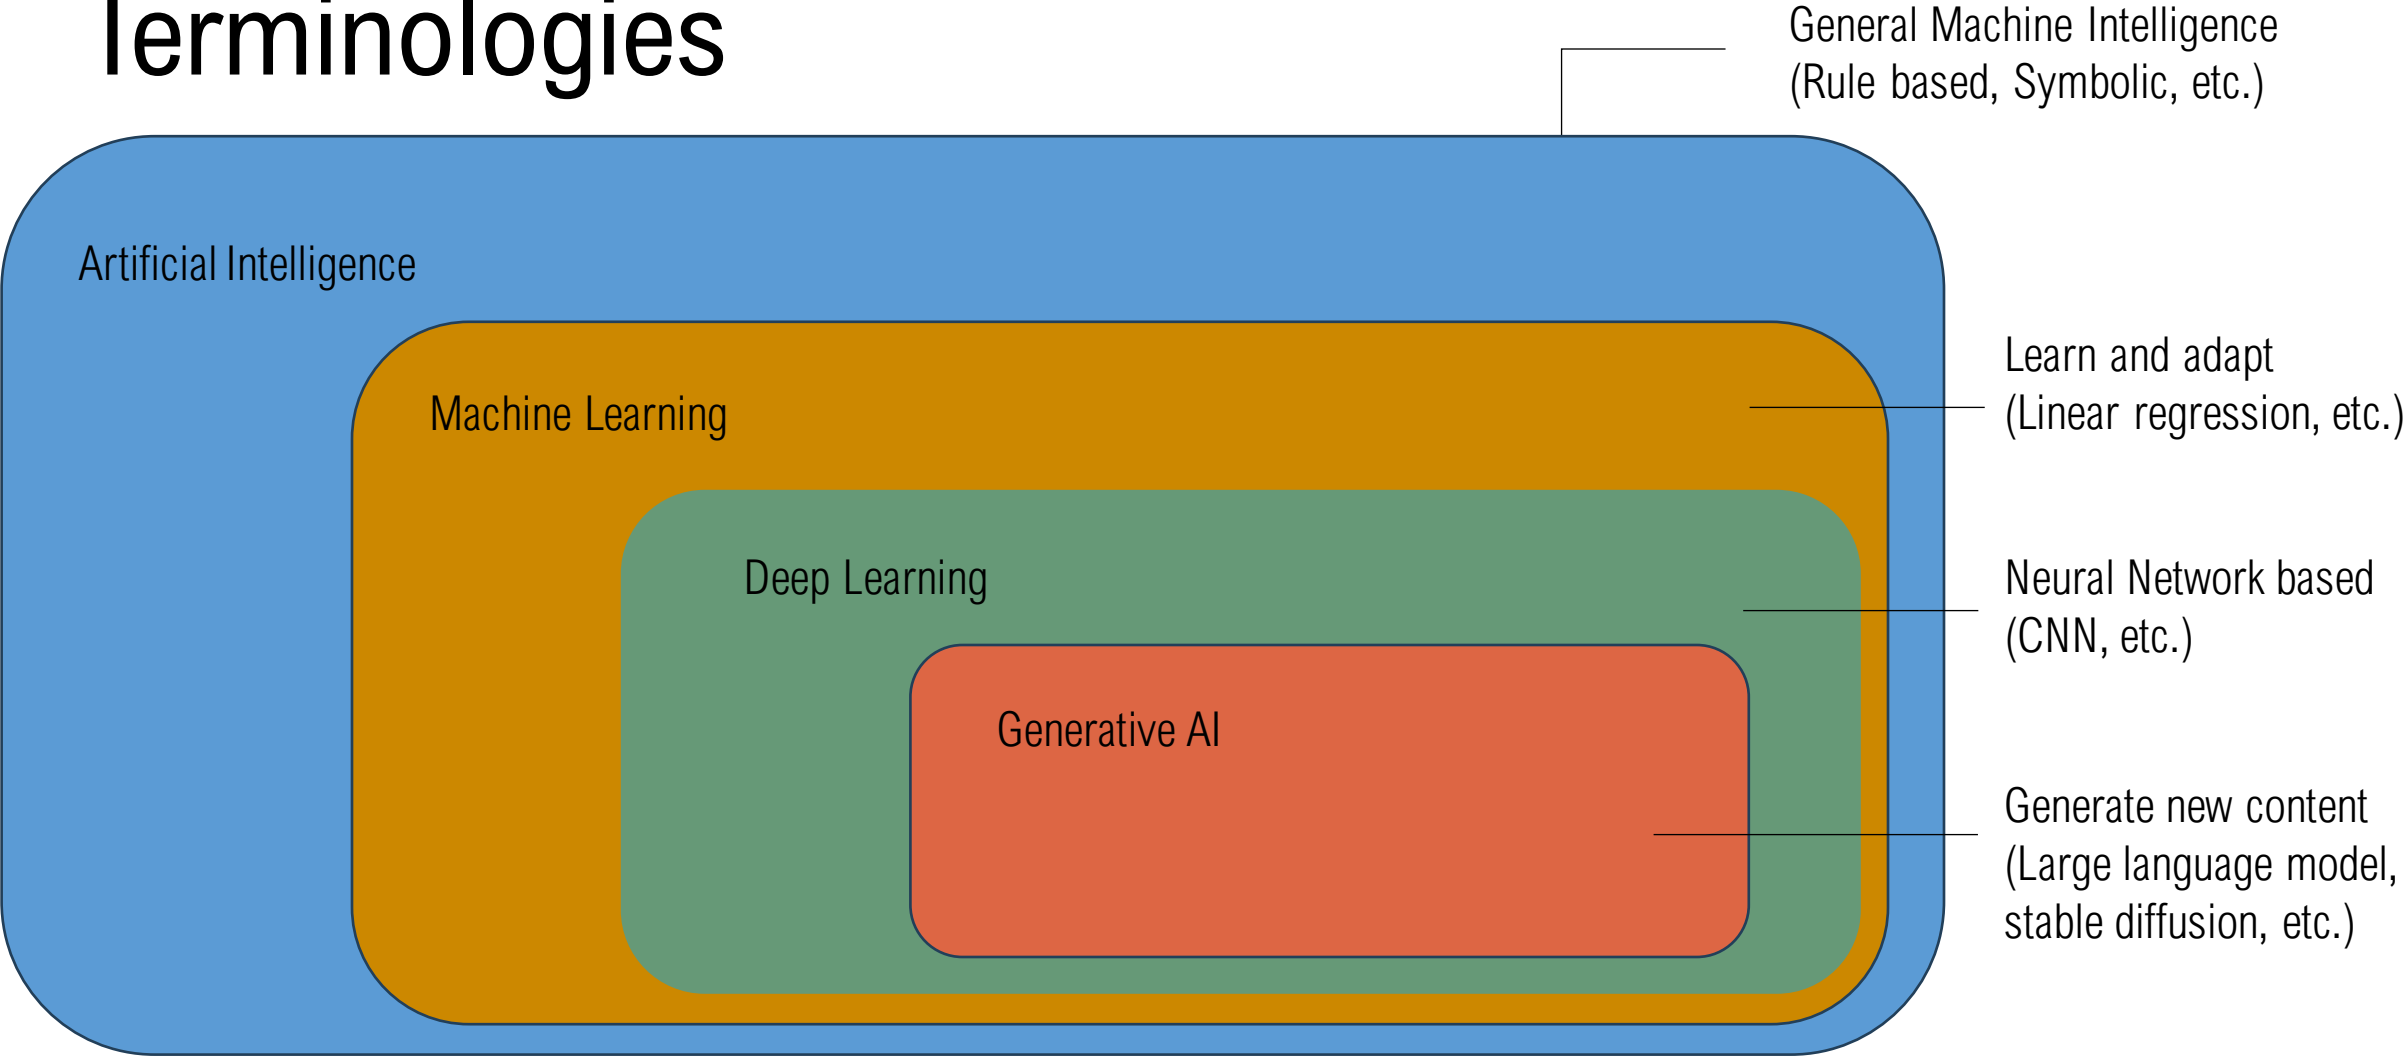 Terminologies
General Machine Intelligence
(Rule based, Symbolic, etc.)
Artificial Intelligence
Learn and adapt
(Linear regression, etc.)
Machine Learning
Deep Learning
Neural Network based
(CNN, etc.)
Generative AI
Generate new content
(Large language model,
stable diffusion, etc.)